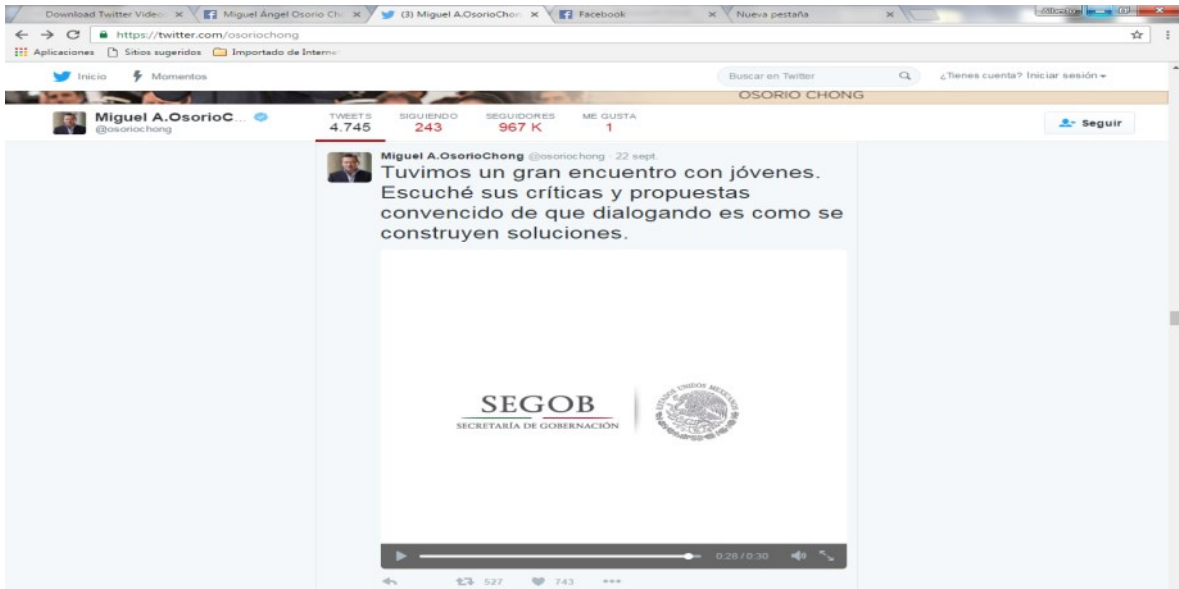 Download Twitter Video
Miguel Ángel Osorio Ch
(3) Miguel A.OsorioChon
Facebook
Nueva pestaña
https://twitter.com/osoriochong
Aplicaciones
Sitios sugeridos
Importado de Interne
Inicio
Momentos
Buscar en Twitter
¿Tienes cuenta? Iniciar sesión
OSORIO CHONG
Miguel A.OsorioC...
@osoriochong
TWEETS SIGUIENDO SEGUIDORES ME GUSTA
4.745 243 967 K 1
Seguir
Miguel A.OsorioChong @osoriochong · 22 sept.
Tuvimos un gran encuentro con jóvenes.
Escuché sus críticas y propuestas
convencido de que dialogando es como se
construyen soluciones.
SEGOB
SECRETARÍA DE GOBERNACIÓN
ESTADOS UNIDOS MEXICANOS
0:28 / 0:30
527 743